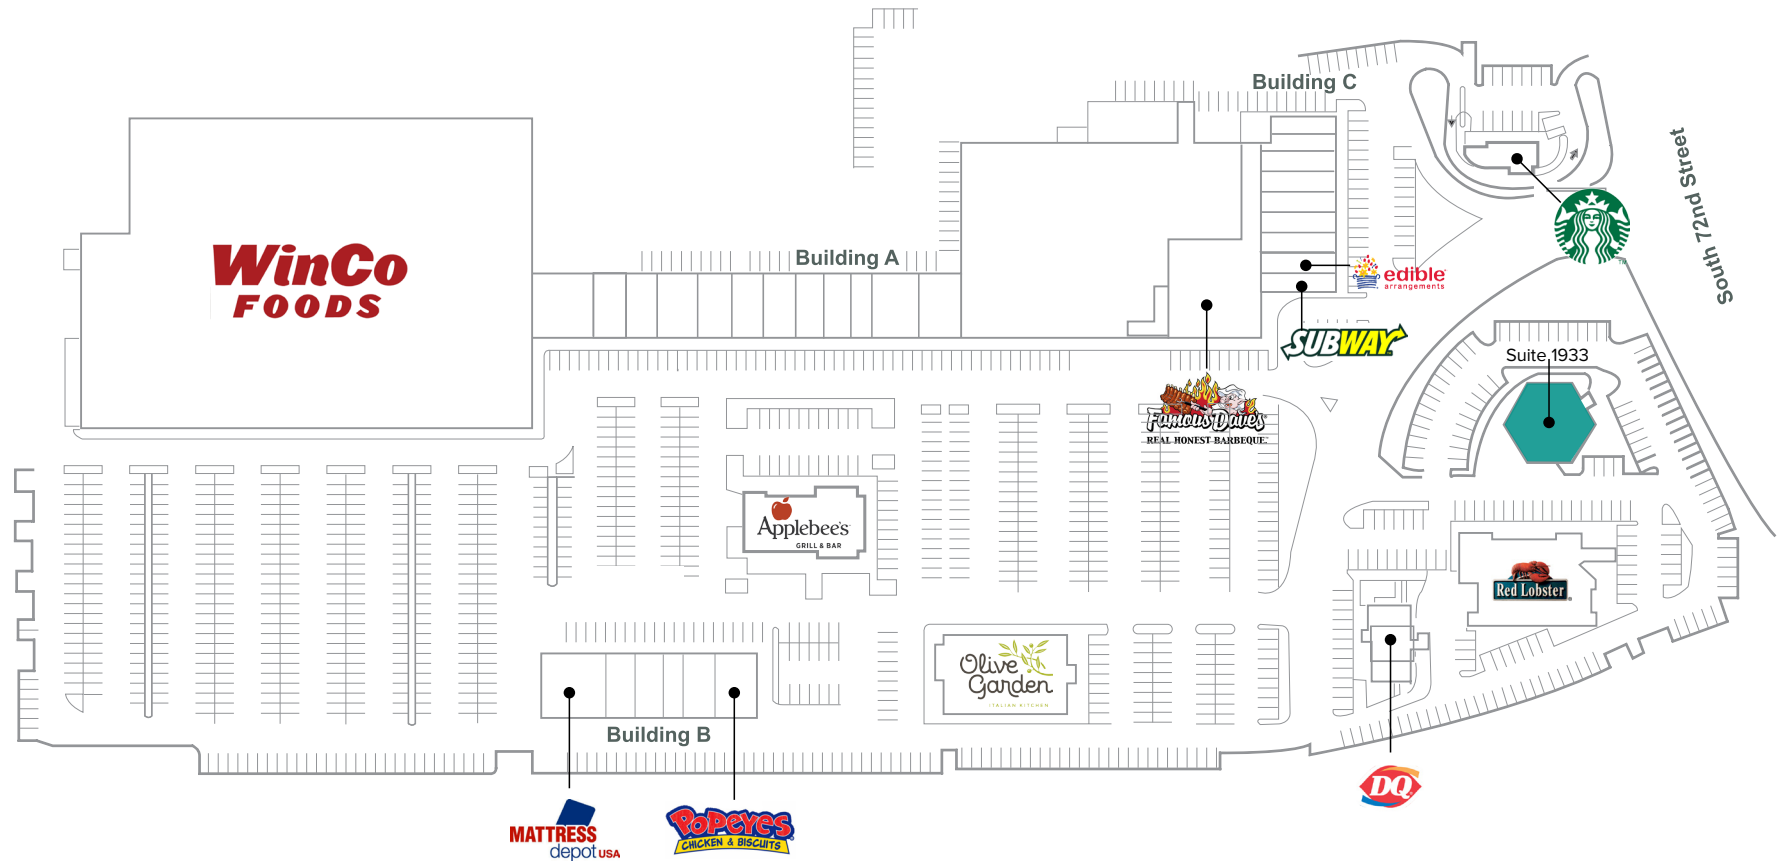 Building C
South 72nd Street
WinCo
FOODS
Building A
edible
arrangements
SUBWAY
Suite 1933
Famous Dave's
REAL HONEST BARBEQUE.
Applebee's
GRILL & BAR
Red Lobster
Olive
Garden
ITALIAN KITCHEN
Building B
DQ
MATTRESS
depot USA
POPEYES
CHICKEN & BISCUITS